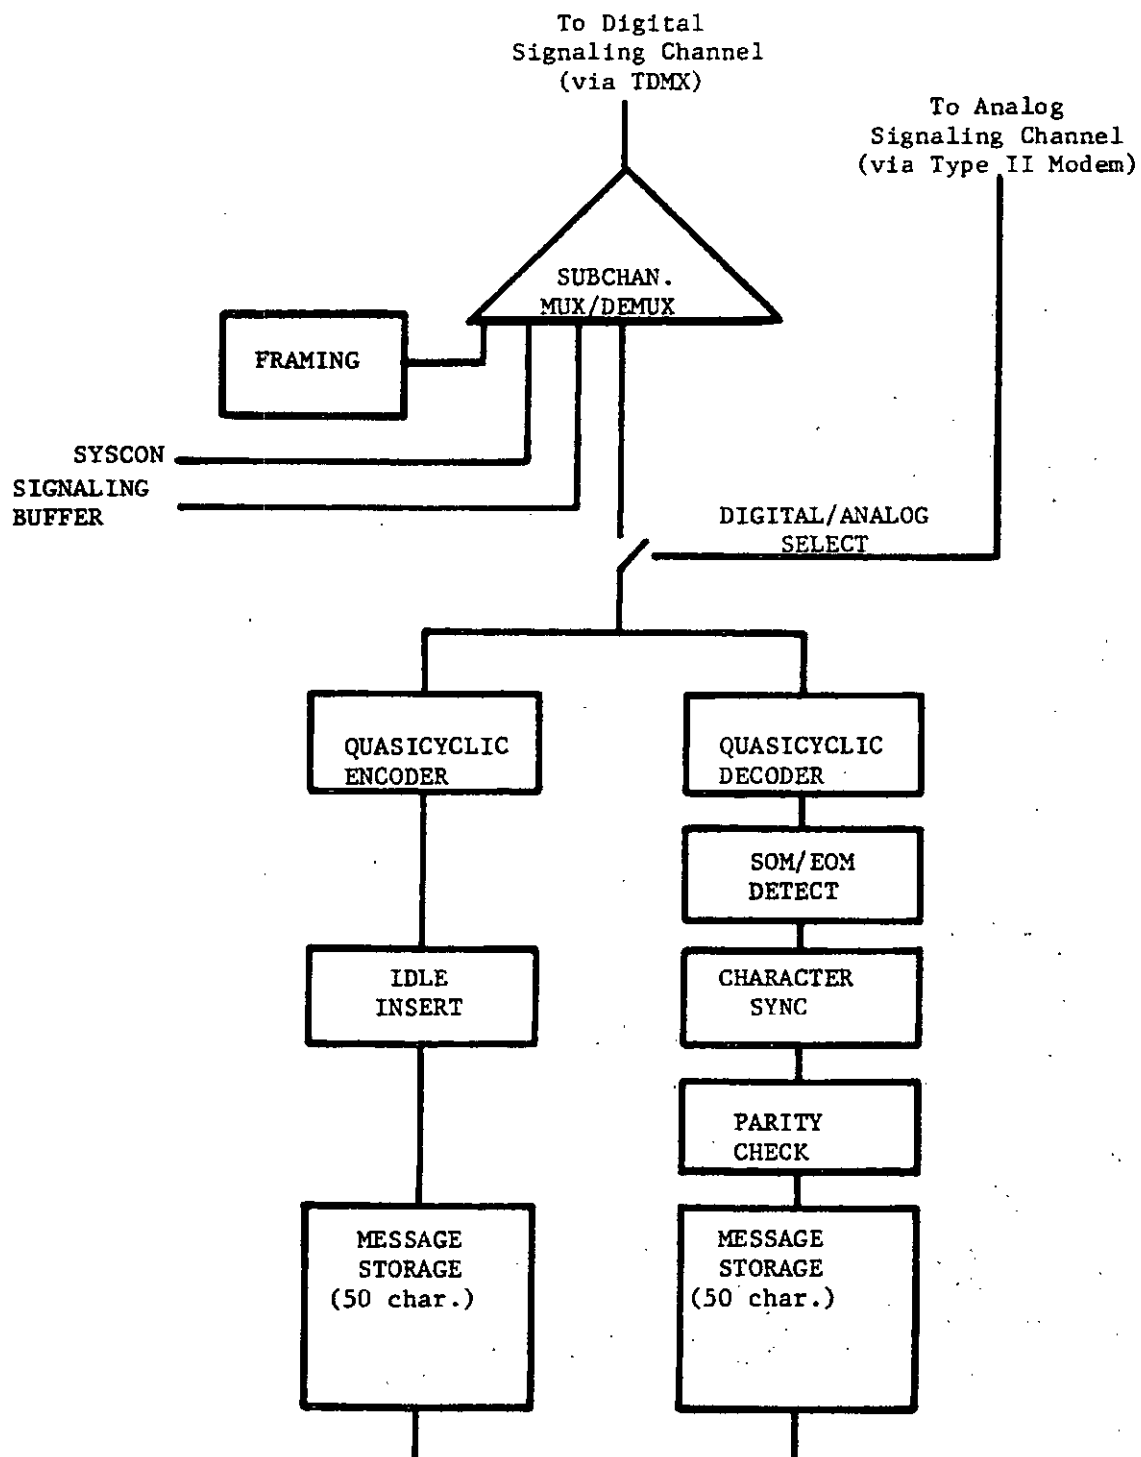 To Digital
Signaling Channel
(via TDMX)
To Analog
Signaling Channel
(via Type II Modem)
SUBCHAN.
MUX/DEMUX
FRAMING
SYSCON
SIGNALING
BUFFER
DIGITAL/ANALOG
SELECT
QUASICYCLIC
ENCODER
QUASICYCLIC
DECODER
SOM/EOM
DETECT
IDLE
INSERT
CHARACTER
SYNC
PARITY
CHECK
MESSAGE
STORAGE
(50 char.)
MESSAGE
STORAGE
(50 char.)